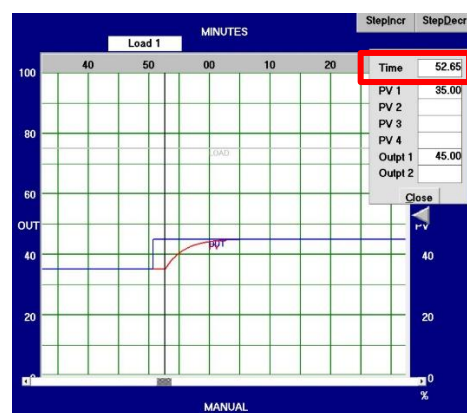 StepIncr StepDecr
MINUTES
Load 1
40 50 00 10 20
Time 52.65
PV 1 35.00
PV 2
PV 3
PV 4
Outpt 1 45.00
Outpt 2
Close
100
80
LOAD
60
OUT PV
OUT
40 40
20 20
0
%
MANUAL